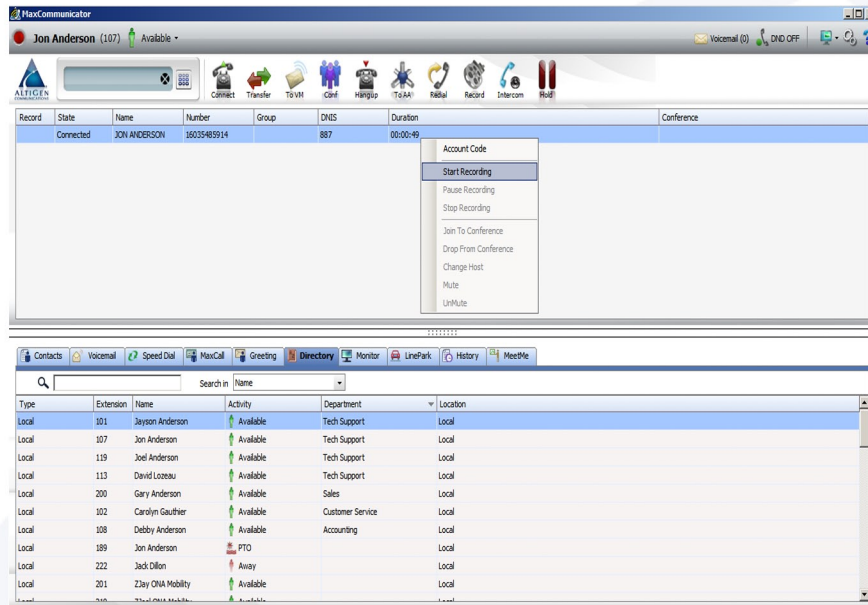 MaxCommunicator
Jon Anderson (107) Available
Voicemail (0) DND OFF
ALTIGEN
COMMUNICATIONS
Connect Transfer To VM Conf Hangup To AA Redial Record Intercom Hold
Record State Name Number Group DNIS Duration Conference
Connected JON ANDERSON 16035485914 887 00:00:49
Account Code
Start Recording
Pause Recording
Stop Recording
Join To Conference
Drop From Conference
Change Host
Mute
UnMute
Contacts Voicemail Speed Dial MaxCall Greeting Directory Monitor LinePark History MeetMe
Search in Name
Type Extension Name Activity Department Location
Local 101 Jayson Anderson Available Tech Support Local
Local 107 Jon Anderson Available Tech Support Local
Local 119 Joel Anderson Available Tech Support Local
Local 113 David Lozeau Available Tech Support Local
Local 200 Gary Anderson Available Sales Local
Local 102 Carolyn Gauthier Available Customer Service Local
Local 108 Debby Anderson Available Accounting Local
Local 189 Jon Anderson PTO Local
Local 222 Jack Dillon Away Local
Local 201 ZJay ONA Mobility Available Local